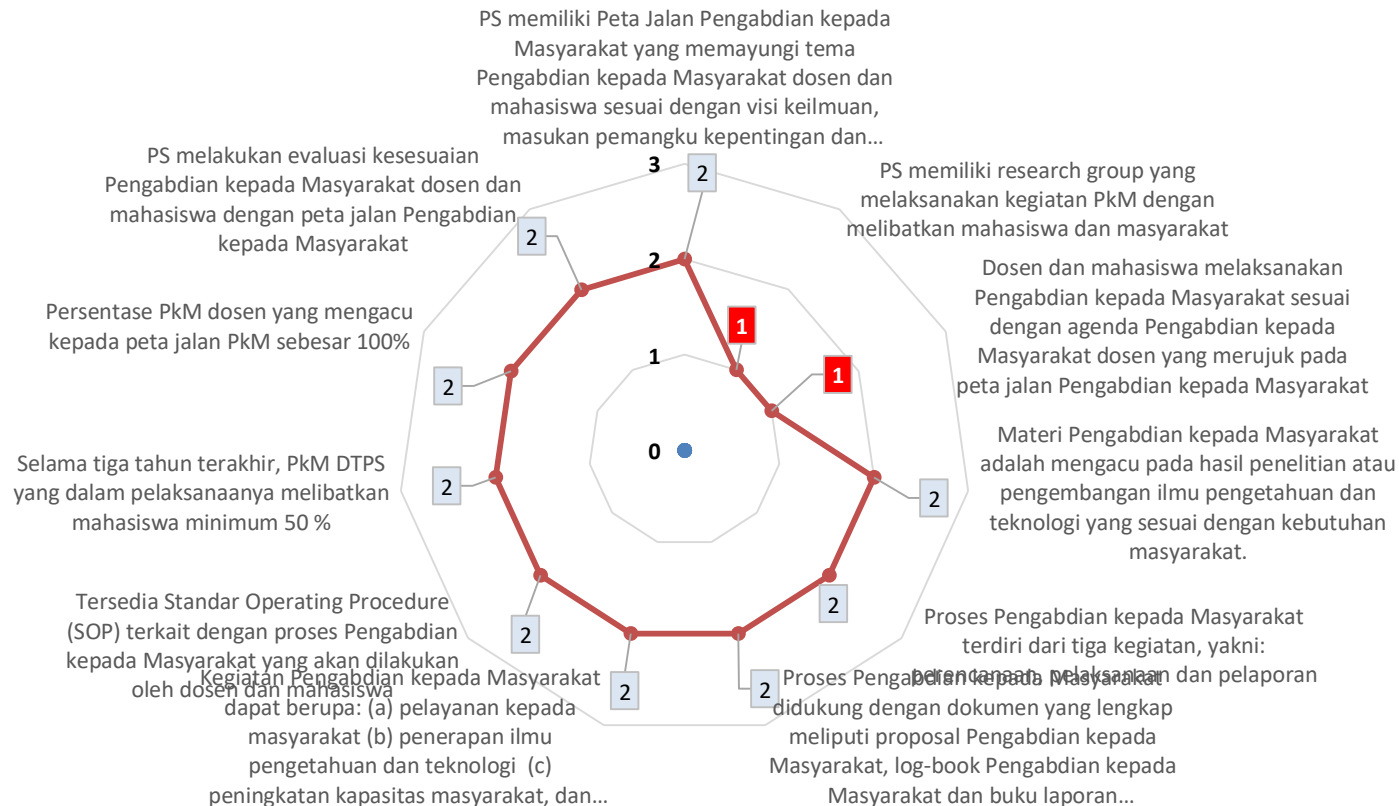 PS memiliki Peta Jalan Pengabdian kepada
Masyarakat yang memayungi tema
Pengabdian kepada Masyarakat dosen dan
mahasiswa sesuai dengan visi keilmuan,
masukan pemangku kepentingan dan…
PS memiliki research group yang
melaksanakan kegiatan PkM dengan
melibatkan mahasiswa dan masyarakat
Dosen dan mahasiswa melaksanakan
Pengabdian kepada Masyarakat sesuai
dengan agenda Pengabdian kepada
Masyarakat dosen yang merujuk pada
peta jalan Pengabdian kepada Masyarakat
Materi Pengabdian kepada Masyarakat
adalah mengacu pada hasil penelitian atau
pengembangan ilmu pengetahuan dan
teknologi yang sesuai dengan kebutuhan
masyarakat.
Proses Pengabdian kepada Masyarakat
terdiri dari tiga kegiatan, yakni:
perencanaan, pelaksanaan dan pelaporan
Proses Pengabdian kepada Masyarakat
didukung dengan dokumen yang lengkap
meliputi proposal Pengabdian kepada
Masyarakat, log-book Pengabdian kepada
Masyarakat dan buku laporan…
Kegiatan Pengabdian kepada Masyarakat
dapat berupa: (a) pelayanan kepada
masyarakat (b) penerapan ilmu
pengetahuan dan teknologi (c)
peningkatan kapasitas masyarakat, dan…
Tersedia Standar Operating Procedure
(SOP) terkait dengan proses Pengabdian
kepada Masyarakat yang akan dilakukan
oleh dosen dan mahasiswa
Selama tiga tahun terakhir, PkM DTPS
yang dalam pelaksanaanya melibatkan
mahasiswa minimum 50 %
Persentase PkM dosen yang mengacu
kepada peta jalan PkM sebesar 100%
PS melakukan evaluasi kesesuaian
Pengabdian kepada Masyarakat dosen dan
mahasiswa dengan peta jalan Pengabdian
kepada Masyarakat
3
2
1
0
2
1
1
2
2
2
2
2
2
2
2